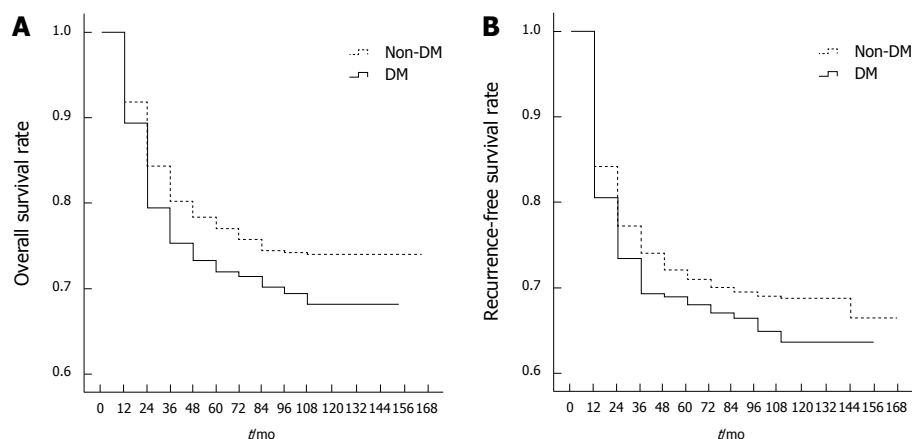 A
Overall survival rate
1.0
0.9
0.8
0.7
0.6
Non-DM
DM
0 12 24 36 48 60 72 84 96 108 120 132 144 156 168
t/mo
B
Recurrence-free survival rate
1.0
0.9
0.8
0.7
0.6
Non-DM
DM
0 12 24 36 48 60 72 84 96 108 120 132 144 156 168
t/mo